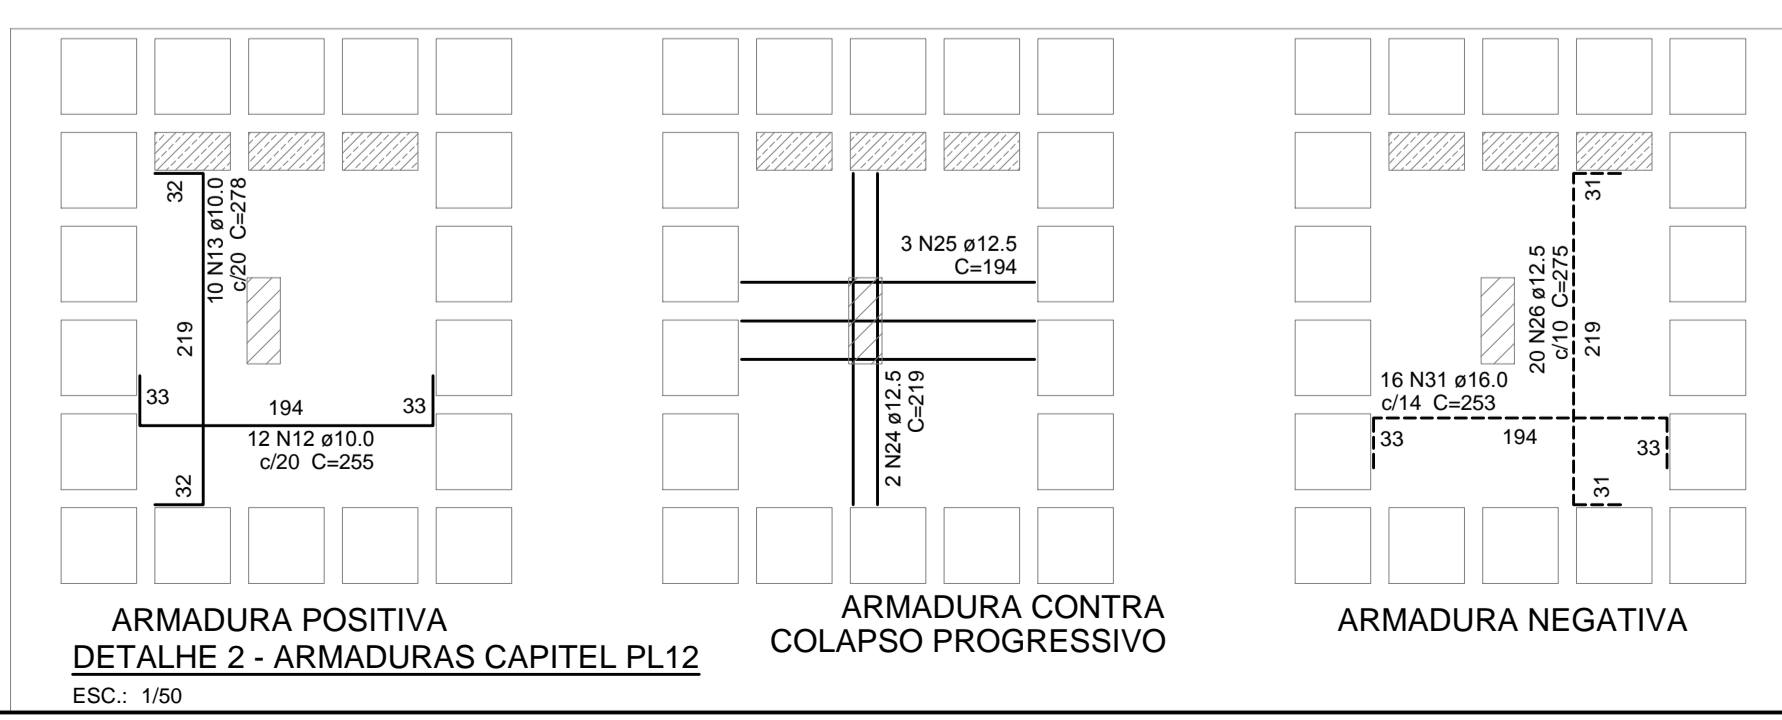 32
10 N13 ø10.0
c/20 C=278
219
33
194
33
12 N12 ø10.0
c/20 C=255
32
ARMADURA POSITIVA
3 N25 ø12.5
C=194
2 N24 ø12.5
C=219
ARMADURA CONTRA
COLAPSO PROGRESSIVO
31
20 N26 ø12.5
c/10 C=275
219
16 N31 ø16.0
c/14 C=253
33
194
33
31
ARMADURA NEGATIVA
DETALHE 2 - ARMADURAS CAPITEL PL12
ESC.: 1/50